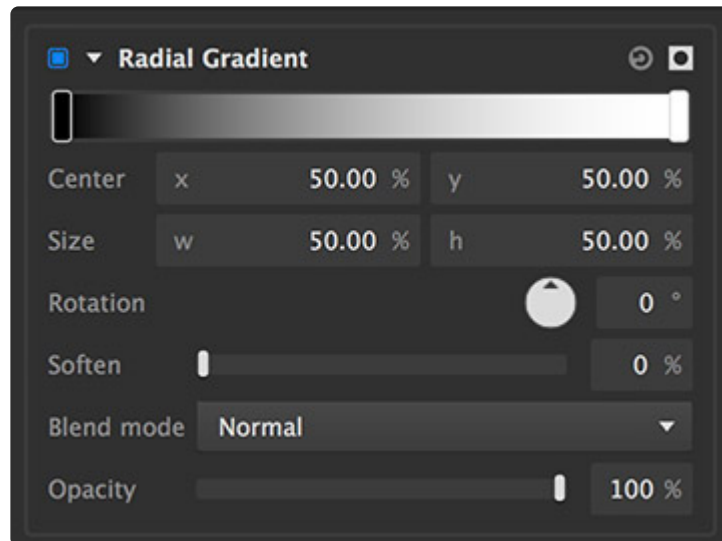 Radial Gradient
Center x 50.00 % y 50.00 %
Size w 50.00 % h 50.00 %
Rotation 0 °
Soften 0 %
Blend mode Normal
Opacity 100 %